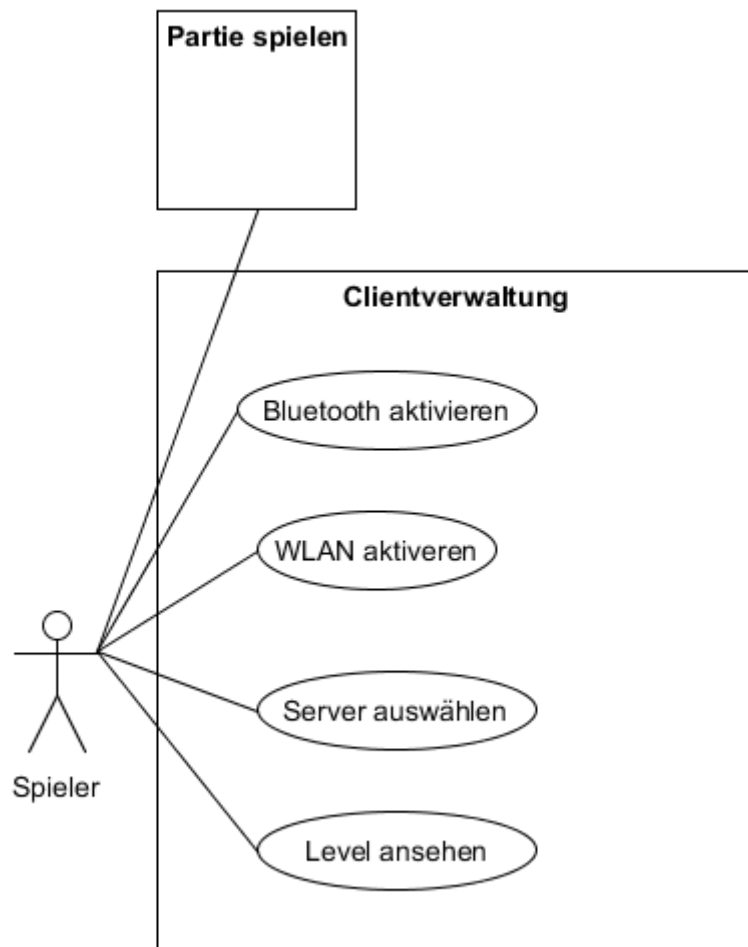 Partie spielen
Clientverwaltung
Bluetooth aktivieren
WLAN aktiveren
Server auswählen
Spieler
Level ansehen